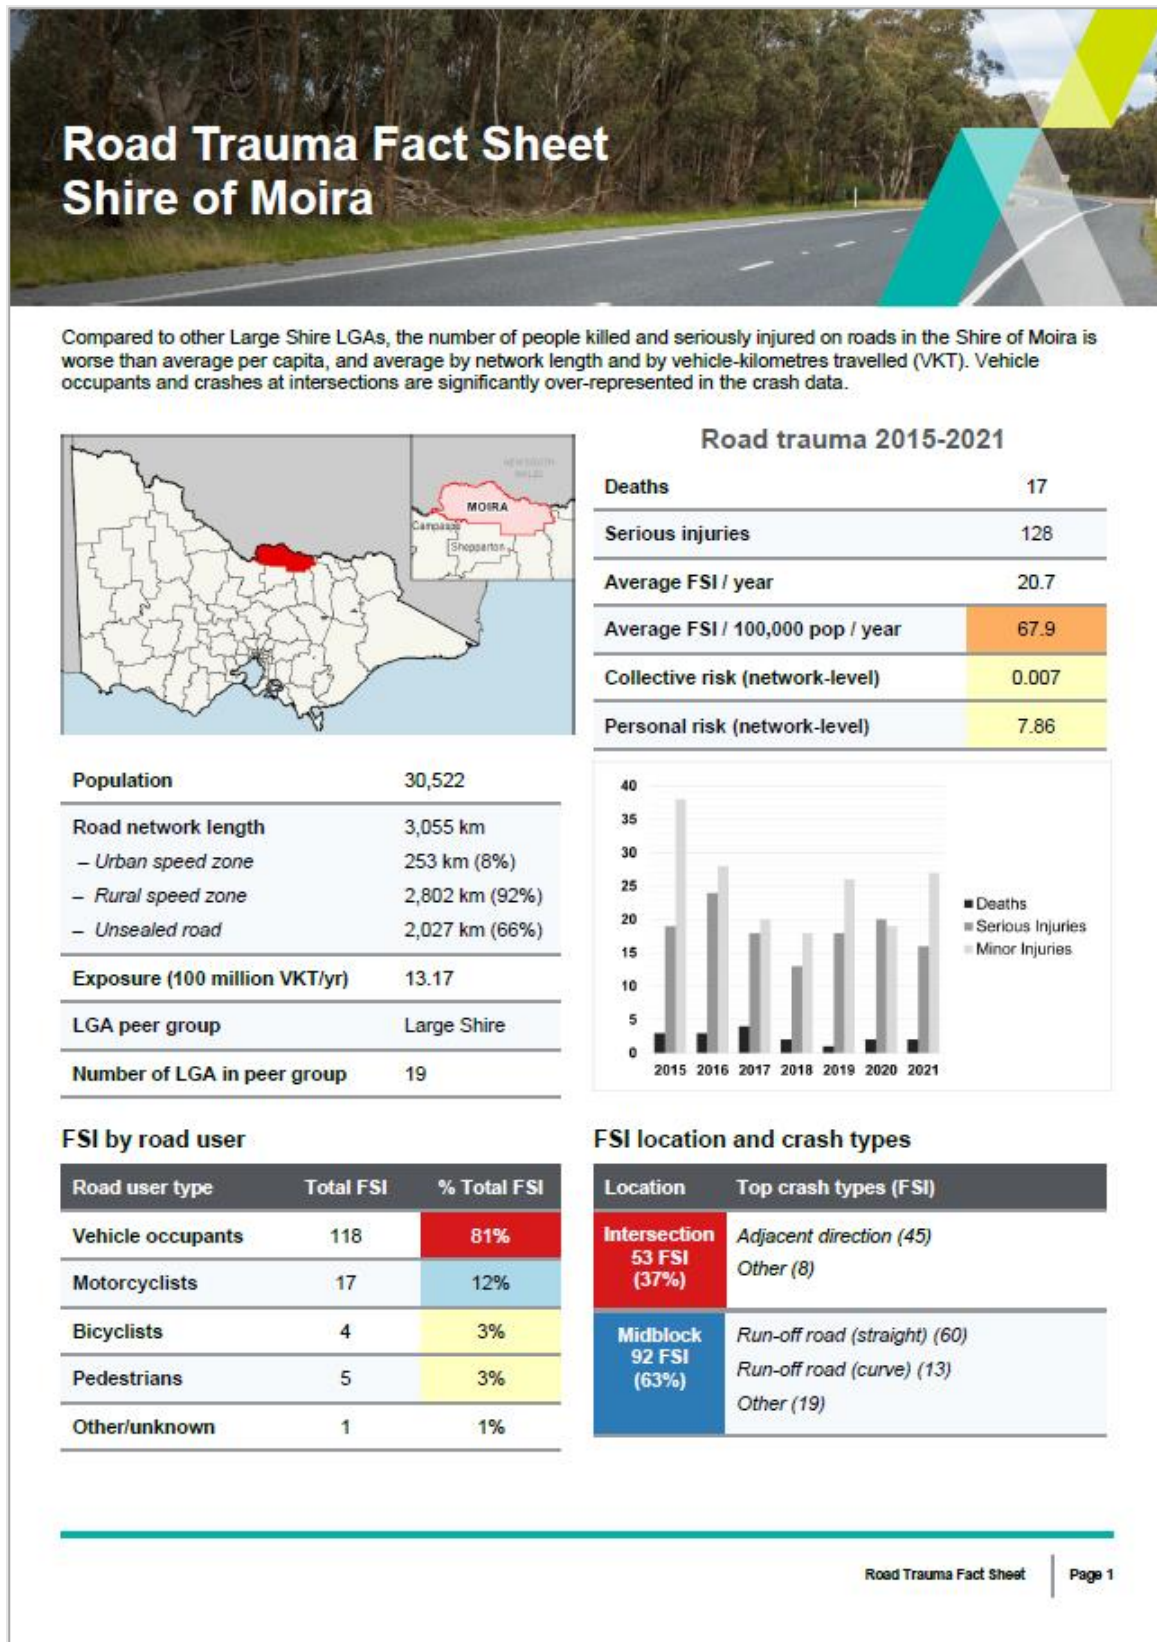 Road Trauma Fact Sheet
Shire of Moira
Compared to other Large Shire LGAs, the number of people killed and seriously injured on roads in the Shire of Moira is
worse than average per capita, and average by network length and by vehicle-kilometres travelled (VKT). Vehicle
occupants and crashes at intersections are significantly over-represented in the crash data.
NEW SOUTH
WALES
MOIRA
Campaspe
Shepparton
Road trauma 2015-2021
Deaths 17
Serious injuries 128
Average FSI / year 20.7
Average FSI / 100,000 pop / year 67.9
Collective risk (network-level) 0.007
Personal risk (network-level) 7.86
Population 30,522
Road network length 3,055 km
– Urban speed zone 253 km (8%)
– Rural speed zone 2,802 km (92%)
– Unsealed road 2,027 km (66%)
Exposure (100 million VKT/yr) 13.17
LGA peer group Large Shire
Number of LGA in peer group 19
40
35
30
25
20
15
10
5
0
2015 2016 2017 2018 2019 2020 2021
Deaths
Serious Injuries
Minor Injuries
FSI by road user
Road user type Total FSI % Total FSI
Vehicle occupants 118 81%
Motorcyclists 17 12%
Bicyclists 4 3%
Pedestrians 5 3%
Other/unknown 1 1%
FSI location and crash types
Location Top crash types (FSI)
Intersection
53 FSI
(37%)
Adjacent direction (45)
Other (8)
Midblock
92 FSI
(63%)
Run-off road (straight) (60)
Run-off road (curve) (13)
Other (19)
Road Trauma Fact Sheet Page 1